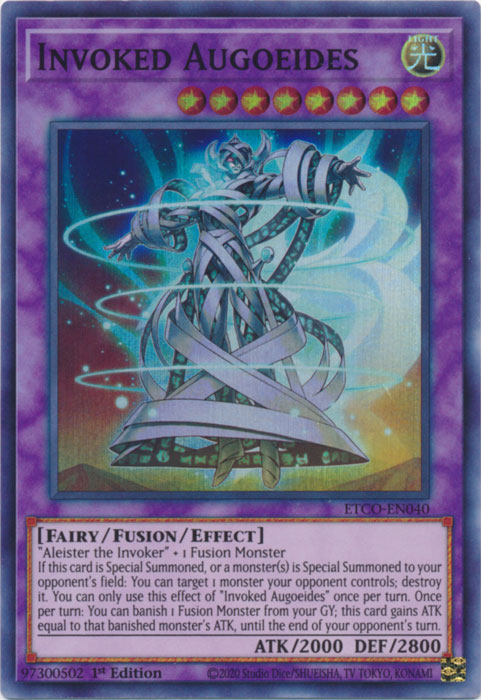 INVOKED AUGOEIDES
LIGHT
光
ETCO-EN040
[FAIRY/FUSION/EFFECT]
"Aleister the Invoker" + 1 Fusion Monster
If this card is Special Summoned, or a monster(s) is Special Summoned to your
opponent's field: You can target 1 monster your opponent controls; destroy
it. You can only use this effect of "Invoked Augoeides" once per turn. Once
per turn: You can banish 1 Fusion Monster from your GY; this card gains ATK
equal to that banished monster's ATK, until the end of your opponent's turn.
ATK/2000 DEF/2800
97300502 1st Edition ©2020 Studio Dice/SHUEISHA, TV TOKYO, KONAMI